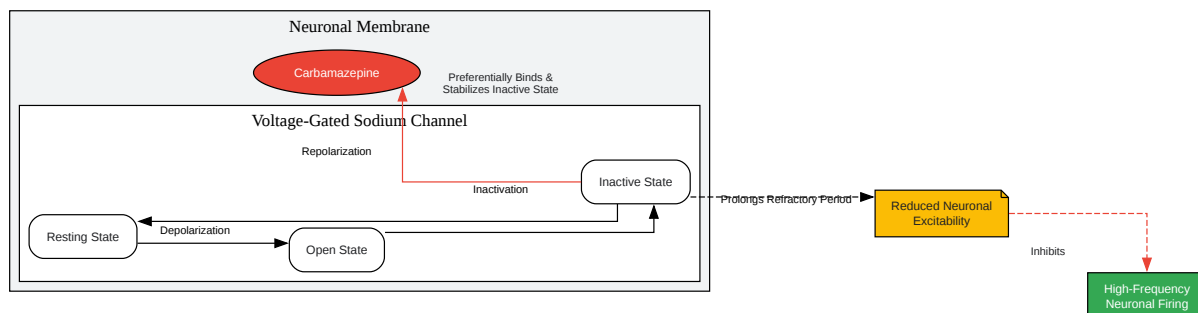 Neuronal Membrane
Carbamazepine
Preferentially Binds &
Stabilizes Inactive State
Voltage-Gated Sodium Channel
Repolarization
Inactive State
Inactivation
Prolongs Refractory Period
Reduced Neuronal
Excitability
Resting State
Depolarization
Open State
Inhibits
High-Frequency
Neuronal Firing